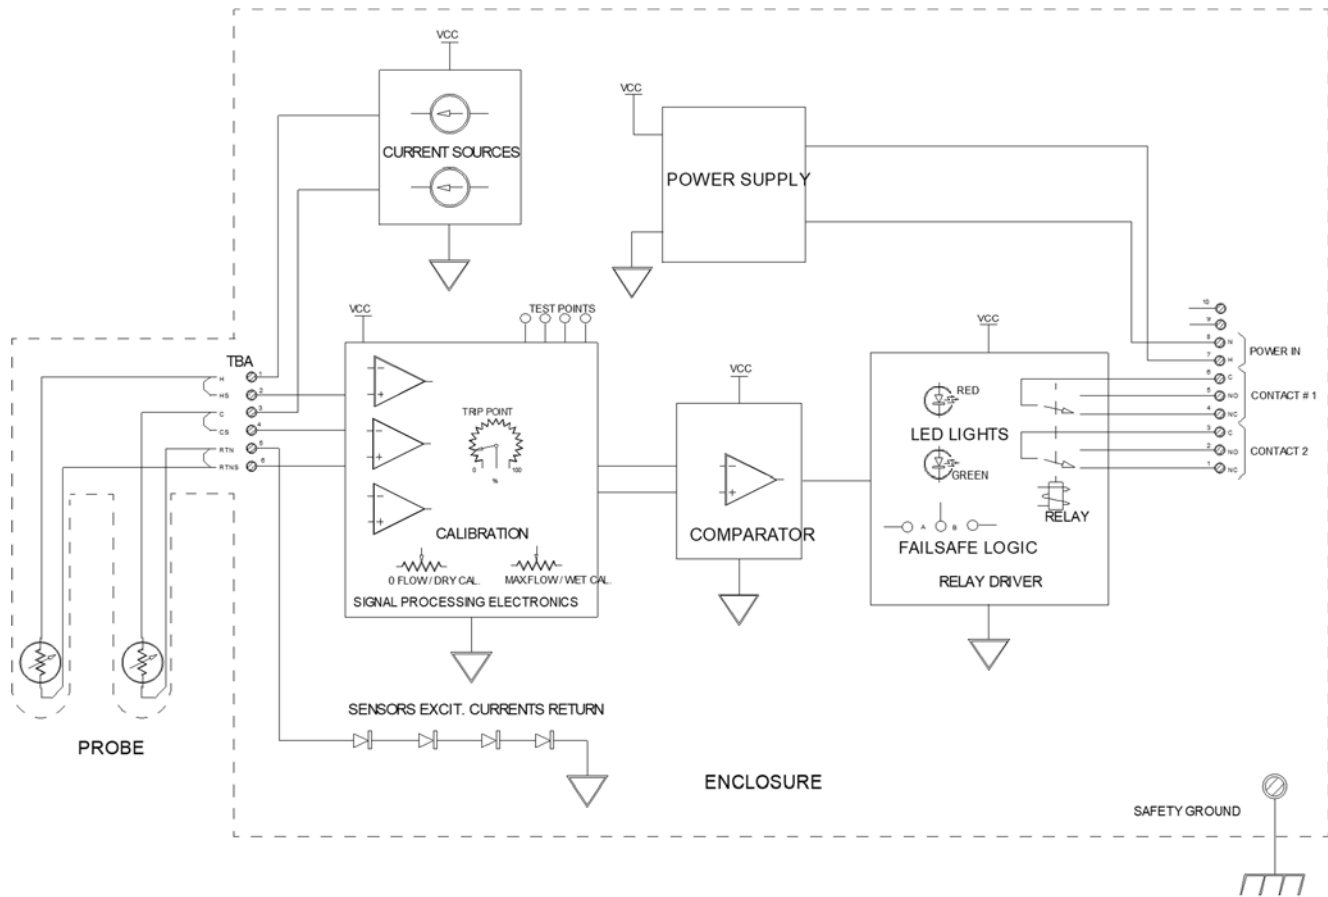 VCC
CURRENT SOURCES
VCC
POWER SUPPLY
TEST POINTS
VCC
TBA
H 1
HS 2
C 3
CS 4
RTN 5
RTNS 6
TRIP POINT
0 100
%
CALIBRATION
0 FLOW / DRY CAL.
MAX.FLOW / WET CAL.
SIGNAL PROCESSING ELECTRONICS
VCC
COMPARATOR
VCC
RED
LED LIGHTS
GREEN
RELAY
A B
FAILSAFE LOGIC
RELAY DRIVER
10
9
8 N
7 H
POWER IN
6 C
5 NO
4 NC
CONTACT # 1
3 C
2 NO
1 NC
CONTACT 2
SENSORS EXCIT. CURRENTS RETURN
PROBE
ENCLOSURE
SAFETY GROUND